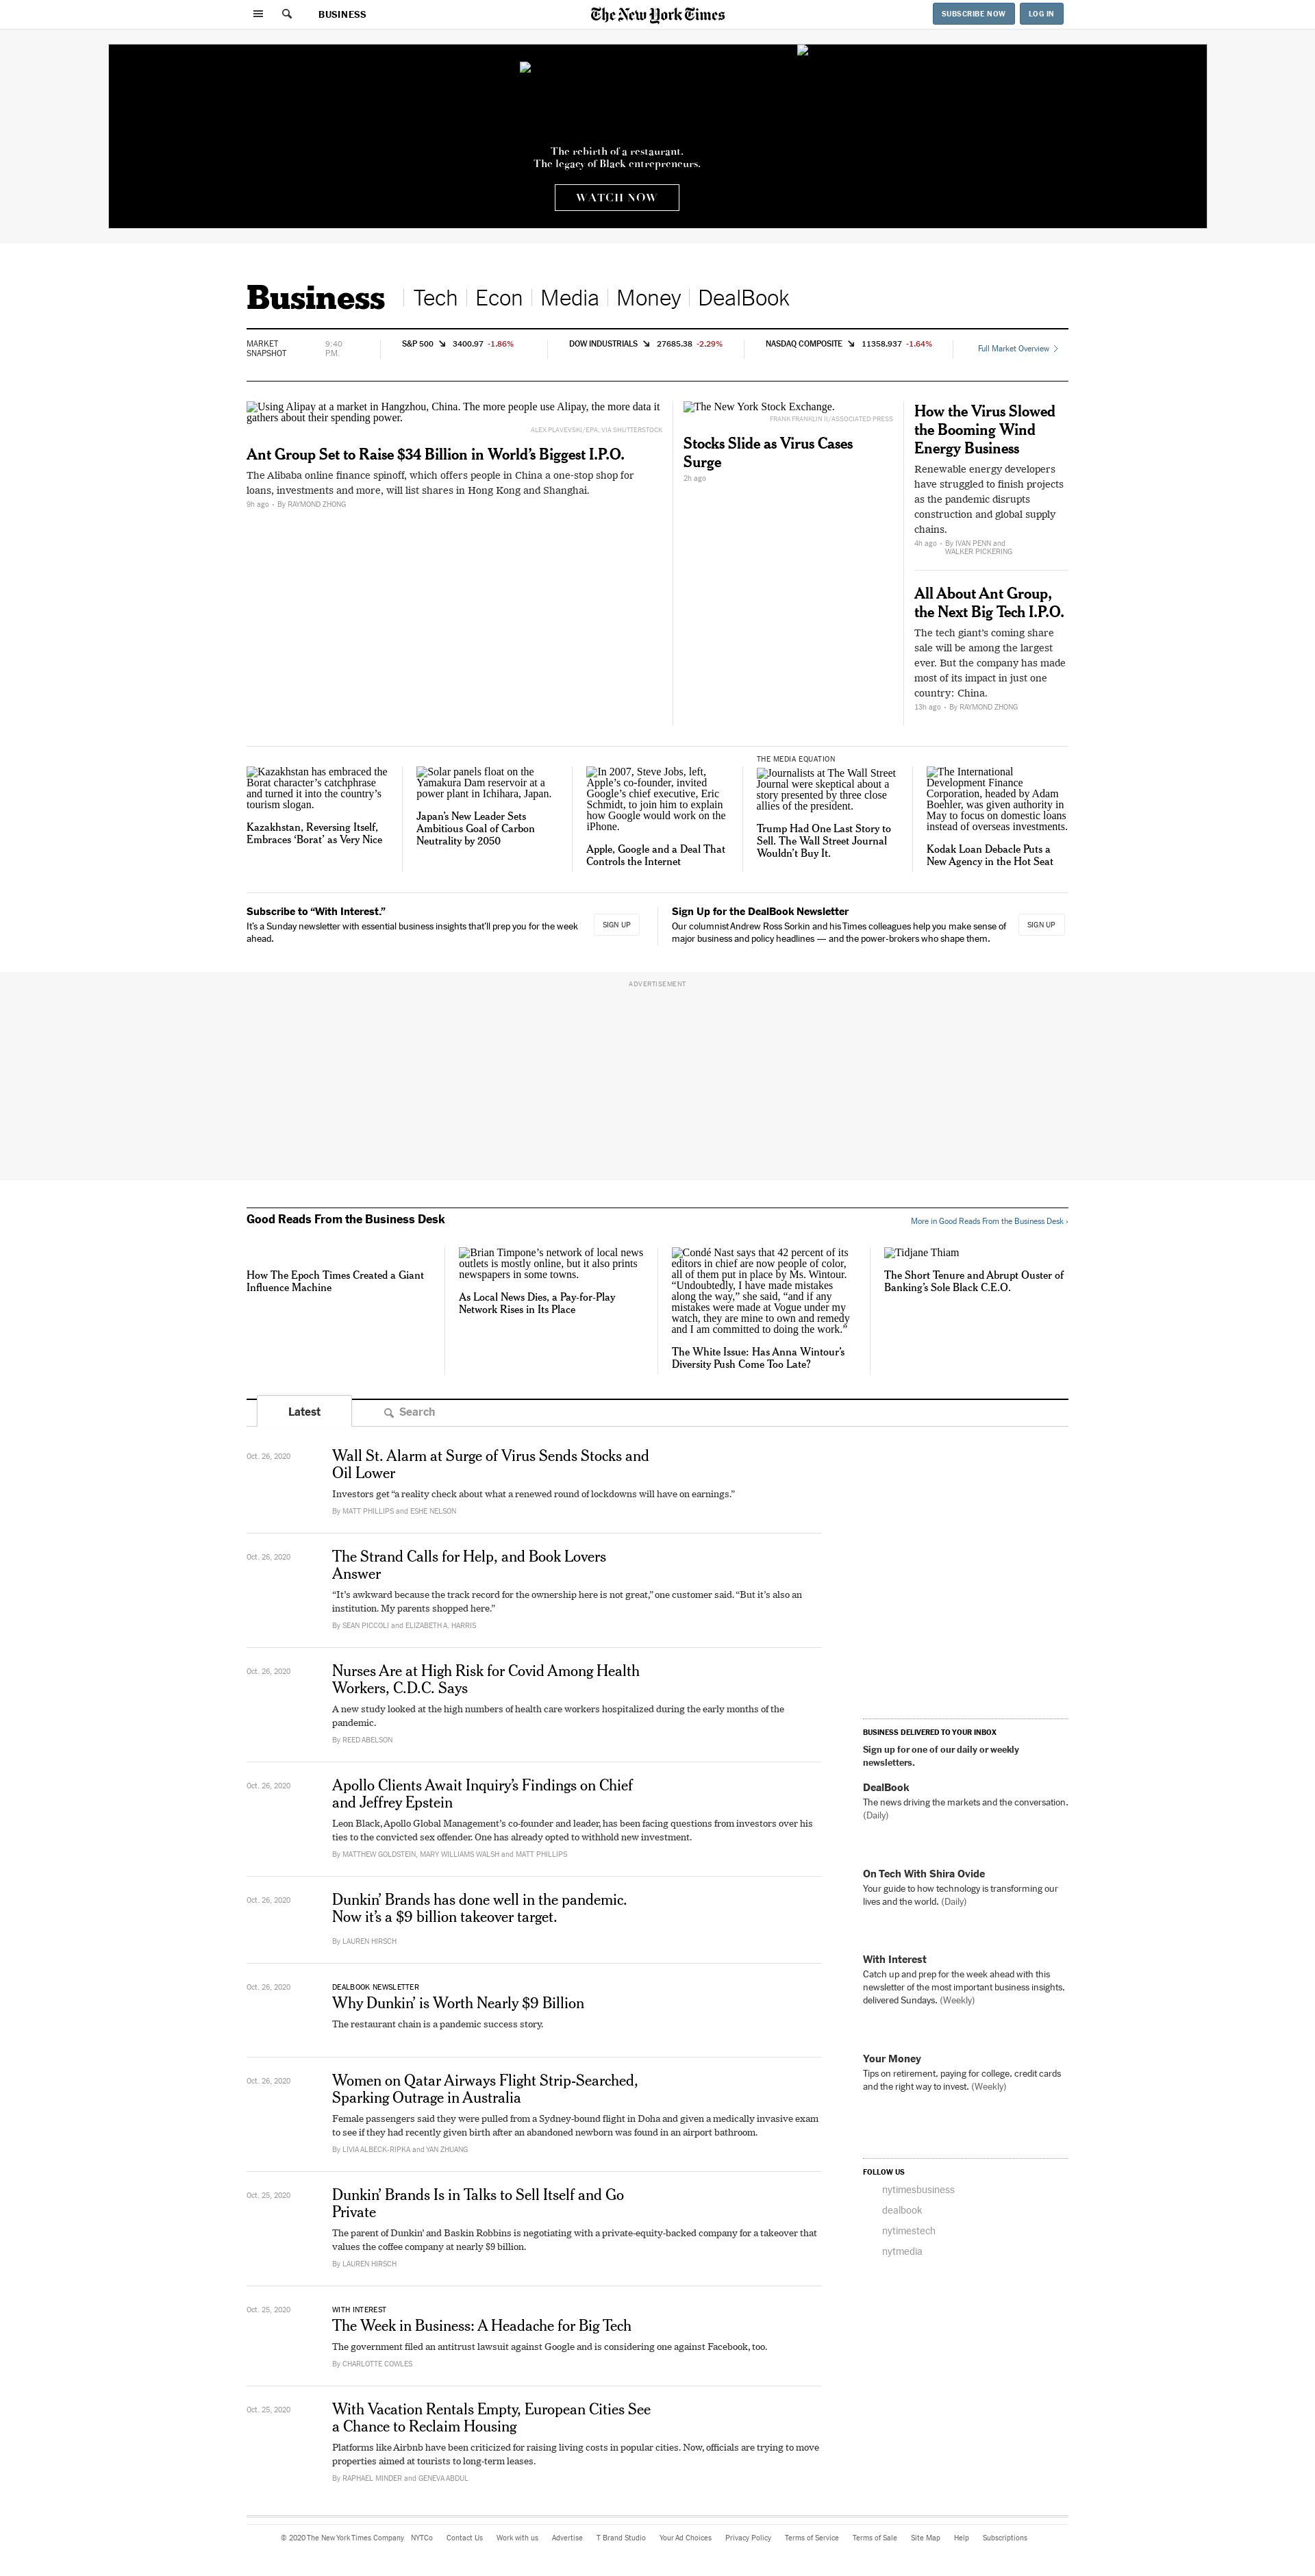 BUSINESS
The New York Times
SUBSCRIBE NOW
LOG IN
The rebirth of a restaurant.
The legacy of Black entrepreneurs.
WATCH NOW
Business
Tech
Econ
Media
Money
DealBook
MARKET
SNAPSHOT
9:40
P.M.
S&P 500 3400.97 -1.86%
DOW INDUSTRIALS 27685.38 -2.29%
NASDAQ COMPOSITE 11358.937 -1.64%
Full Market Overview
Using Alipay at a market in Hangzhou, China. The more people use Alipay, the more data it
gathers about their spending power.
ALEX PLAVEVSKI/EPA, VIA SHUTTERSTOCK
Ant Group Set to Raise $34 Billion in World’s Biggest I.P.O.
The Alibaba online finance spinoff, which offers people in China a one-stop shop for
loans, investments and more, will list shares in Hong Kong and Shanghai.
9h ago · By RAYMOND ZHONG
The New York Stock Exchange.
FRANK FRANKLIN II/ASSOCIATED PRESS
Stocks Slide as Virus Cases
Surge
2h ago
How the Virus Slowed
the Booming Wind
Energy Business
Renewable energy developers
have struggled to finish projects
as the pandemic disrupts
construction and global supply
chains.
4h ago · By IVAN PENN and
WALKER PICKERING
All About Ant Group,
the Next Big Tech I.P.O.
The tech giant’s coming share
sale will be among the largest
ever. But the company has made
most of its impact in just one
country: China.
13h ago · By RAYMOND ZHONG
Kazakhstan has embraced the
Borat character’s catchphrase
and turned it into the country’s
tourism slogan.
Kazakhstan, Reversing Itself,
Embraces ‘Borat’ as Very Nice
Solar panels float on the
Yamakura Dam reservoir at a
power plant in Ichihara, Japan.
Japan’s New Leader Sets
Ambitious Goal of Carbon
Neutrality by 2050
In 2007, Steve Jobs, left,
Apple’s co-founder, invited
Google’s chief executive, Eric
Schmidt, to join him to explain
how Google would work on the
iPhone.
Apple, Google and a Deal That
Controls the Internet
THE MEDIA EQUATION
Journalists at The Wall Street
Journal were skeptical about a
story presented by three close
allies of the president.
Trump Had One Last Story to
Sell. The Wall Street Journal
Wouldn’t Buy It.
The International
Development Finance
Corporation, headed by Adam
Boehler, was given authority in
May to focus on domestic loans
instead of overseas investments.
Kodak Loan Debacle Puts a
New Agency in the Hot Seat
Subscribe to “With Interest.”
It’s a Sunday newsletter with essential business insights that’ll prep you for the week
ahead.
SIGN UP
Sign Up for the DealBook Newsletter
Our columnist Andrew Ross Sorkin and his Times colleagues help you make sense of
major business and policy headlines — and the power-brokers who shape them.
SIGN UP
ADVERTISEMENT
Good Reads From the Business Desk
More in Good Reads From the Business Desk ›
How The Epoch Times Created a Giant
Influence Machine
Brian Timpone’s network of local news
outlets is mostly online, but it also prints
newspapers in some towns.
As Local News Dies, a Pay-for-Play
Network Rises in Its Place
Condé Nast says that 42 percent of its
editors in chief are now people of color,
all of them put in place by Ms. Wintour.
“Undoubtedly, I have made mistakes
along the way,” she said, “and if any
mistakes were made at Vogue under my
watch, they are mine to own and remedy
and I am committed to doing the work.”
The White Issue: Has Anna Wintour’s
Diversity Push Come Too Late?
Tidjane Thiam
The Short Tenure and Abrupt Ouster of
Banking’s Sole Black C.E.O.
Latest
Search
Oct. 26, 2020
Wall St. Alarm at Surge of Virus Sends Stocks and
Oil Lower
Investors get “a reality check about what a renewed round of lockdowns will have on earnings.”
By MATT PHILLIPS and ESHE NELSON
Oct. 26, 2020
The Strand Calls for Help, and Book Lovers
Answer
“It’s awkward because the track record for the ownership here is not great,” one customer said. “But it’s also an
institution. My parents shopped here.”
By SEAN PICCOLI and ELIZABETH A. HARRIS
Oct. 26, 2020
Nurses Are at High Risk for Covid Among Health
Workers, C.D.C. Says
A new study looked at the high numbers of health care workers hospitalized during the early months of the
pandemic.
By REED ABELSON
Oct. 26, 2020
Apollo Clients Await Inquiry’s Findings on Chief
and Jeffrey Epstein
Leon Black, Apollo Global Management’s co-founder and leader, has been facing questions from investors over his
ties to the convicted sex offender. One has already opted to withhold new investment.
By MATTHEW GOLDSTEIN, MARY WILLIAMS WALSH and MATT PHILLIPS
Oct. 26, 2020
Dunkin’ Brands has done well in the pandemic.
Now it’s a $9 billion takeover target.
By LAUREN HIRSCH
Oct. 26, 2020
DEALBOOK NEWSLETTER
Why Dunkin’ is Worth Nearly $9 Billion
The restaurant chain is a pandemic success story.
Oct. 26, 2020
Women on Qatar Airways Flight Strip-Searched,
Sparking Outrage in Australia
Female passengers said they were pulled from a Sydney-bound flight in Doha and given a medically invasive exam
to see if they had recently given birth after an abandoned newborn was found in an airport bathroom.
By LIVIA ALBECK-RIPKA and YAN ZHUANG
Oct. 25, 2020
Dunkin’ Brands Is in Talks to Sell Itself and Go
Private
The parent of Dunkin’ and Baskin Robbins is negotiating with a private-equity-backed company for a takeover that
values the coffee company at nearly $9 billion.
By LAUREN HIRSCH
Oct. 25, 2020
WITH INTEREST
The Week in Business: A Headache for Big Tech
The government filed an antitrust lawsuit against Google and is considering one against Facebook, too.
By CHARLOTTE COWLES
Oct. 25, 2020
With Vacation Rentals Empty, European Cities See
a Chance to Reclaim Housing
Platforms like Airbnb have been criticized for raising living costs in popular cities. Now, officials are trying to move
properties aimed at tourists to long-term leases.
By RAPHAEL MINDER and GENEVA ABDUL
BUSINESS DELIVERED TO YOUR INBOX
Sign up for one of our daily or weekly
newsletters.
DealBook
The news driving the markets and the conversation.
(Daily)
On Tech With Shira Ovide
Your guide to how technology is transforming our
lives and the world. (Daily)
With Interest
Catch up and prep for the week ahead with this
newsletter of the most important business insights,
delivered Sundays. (Weekly)
Your Money
Tips on retirement, paying for college, credit cards
and the right way to invest. (Weekly)
FOLLOW US
nytimesbusiness
dealbook
nytimestech
nytmedia
© 2020 The New York Times Company NYTCo Contact Us Work with us Advertise T Brand Studio Your Ad Choices Privacy Policy Terms of Service Terms of Sale Site Map Help Subscriptions